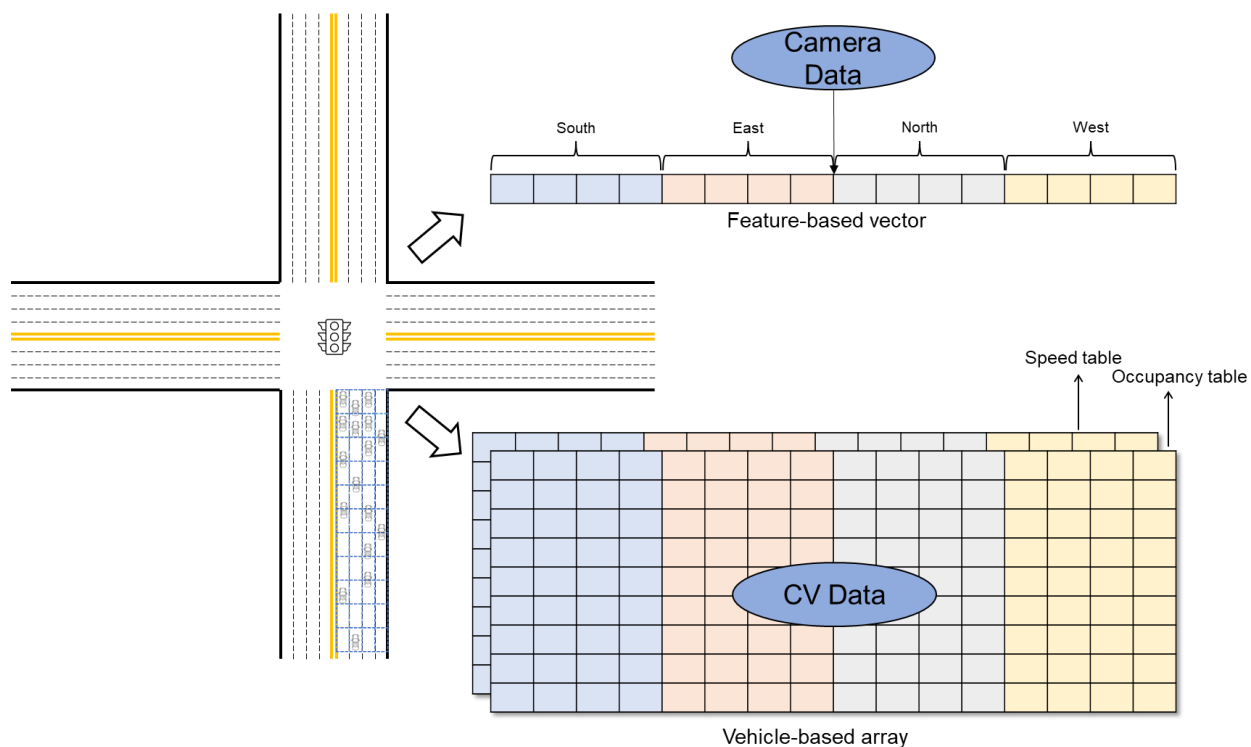 Camera
Data
South
East
North
West
Feature-based vector
Speed table
Occupancy table
CV Data
Vehicle-based array